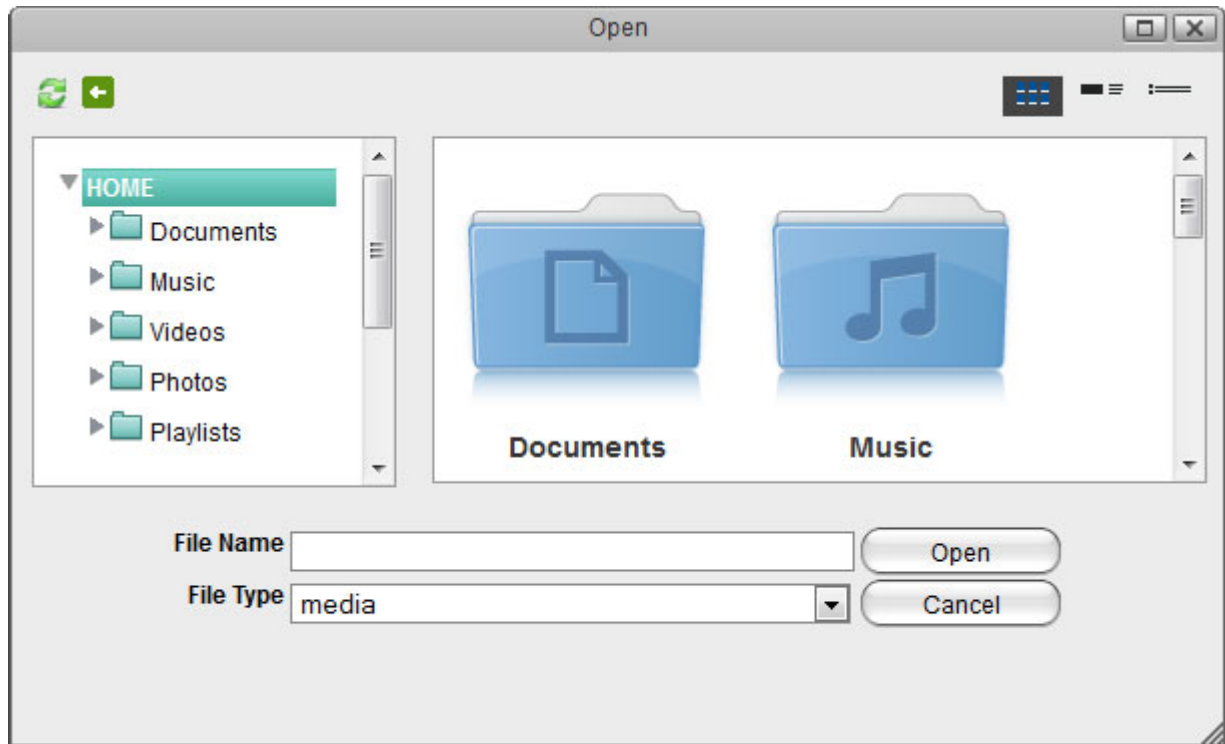 Open
HOME
Documents
Music
Videos
Photos
Playlists
Documents
Music
File Name
Open
File Type
media
Cancel